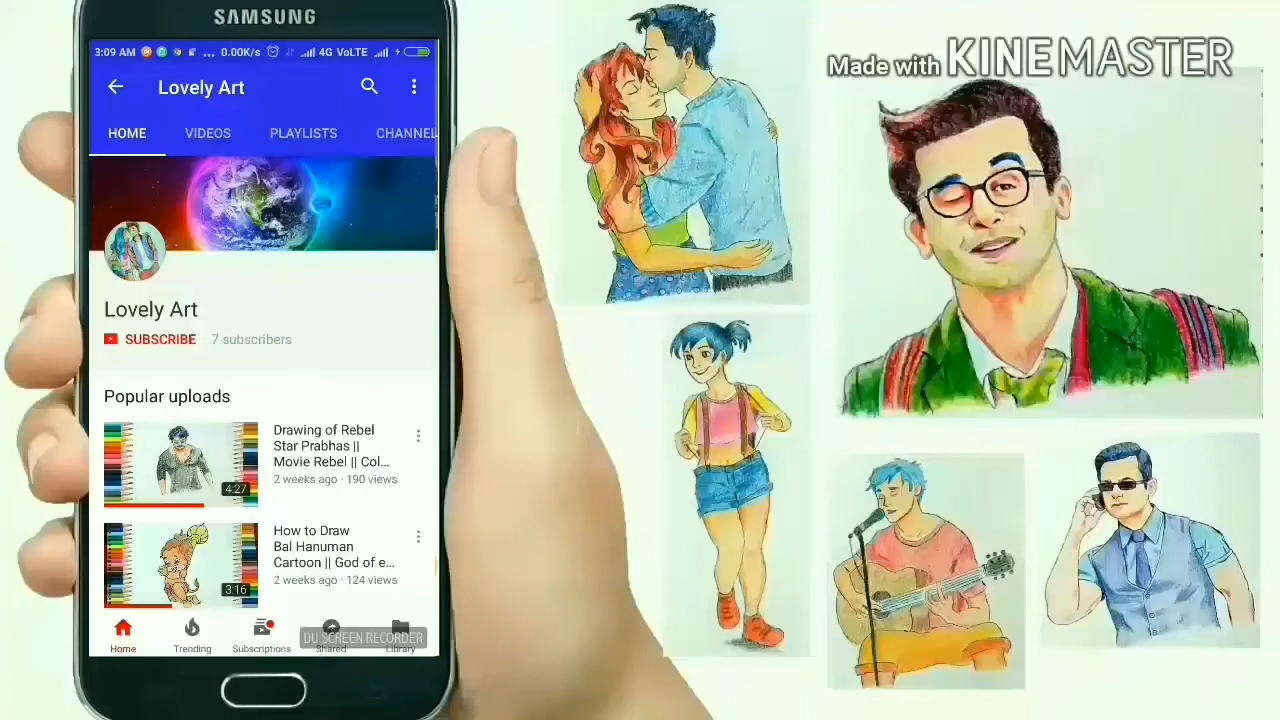 SAMSUNG
3:09 AM ... 0.00K/s 4G VoLTE
Lovely Art
HOME VIDEOS PLAYLISTS CHANNEL
Lovely Art
SUBSCRIBE 7 subscribers
Popular uploads
Drawing of Rebel
Star Prabhas ||
Movie Rebel || Col...
2 weeks ago · 190 views
4:27
How to Draw
Bal Hanuman
Cartoon || God of e...
2 weeks ago · 124 views
3:16
DU SCREEN RECORDER
Home Trending Subscriptions Shared Library
Made with KINEMASTER